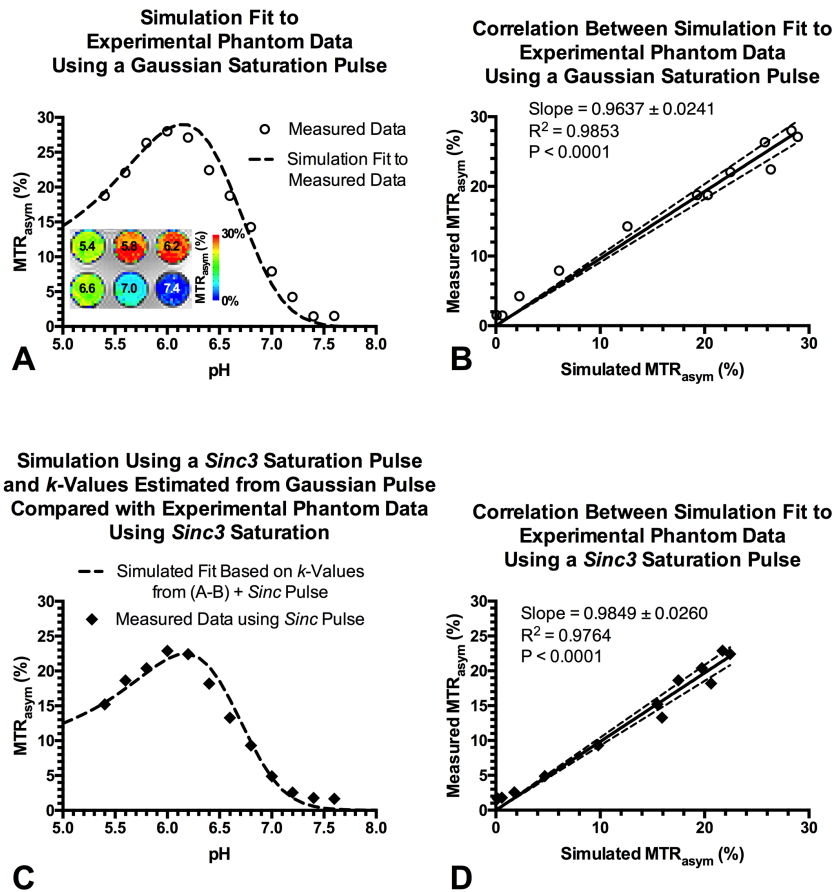 Simulation Fit to
Experimental Phantom Data
Using a Gaussian Saturation Pulse
30
25
20
15
10
5
0
MTRasym (%)
Measured Data
Simulation Fit to
Measured Data
5.4
5.8
6.2
6.6
7.0
7.4
30%
0%
MTRasym (%)
5.0
5.5
6.0
6.5
7.0
7.5
8.0
pH
A
Correlation Between Simulation Fit to
Experimental Phantom Data
Using a Gaussian Saturation Pulse
Slope = 0.9637 ± 0.0241
R2 = 0.9853
P < 0.0001
30
20
10
0
Measured MTRasym (%)
0
10
20
30
Simulated MTRasym (%)
B
Simulation Using a Sinc3 Saturation Pulse
and k-Values Estimated from Gaussian Pulse
Compared with Experimental Phantom Data
Using Sinc3 Saturation
Simulated Fit Based on k-Values
from (A-B) + Sinc Pulse
Measured Data using Sinc Pulse
30
25
20
15
10
5
0
MTRasym (%)
5.0
5.5
6.0
6.5
7.0
7.5
8.0
pH
C
Correlation Between Simulation Fit to
Experimental Phantom Data
Using a Sinc3 Saturation Pulse
Slope = 0.9849 ± 0.0260
R2 = 0.9764
P < 0.0001
30
25
20
15
10
5
0
Measured MTRasym (%)
0
10
20
30
Simulated MTRasym (%)
D